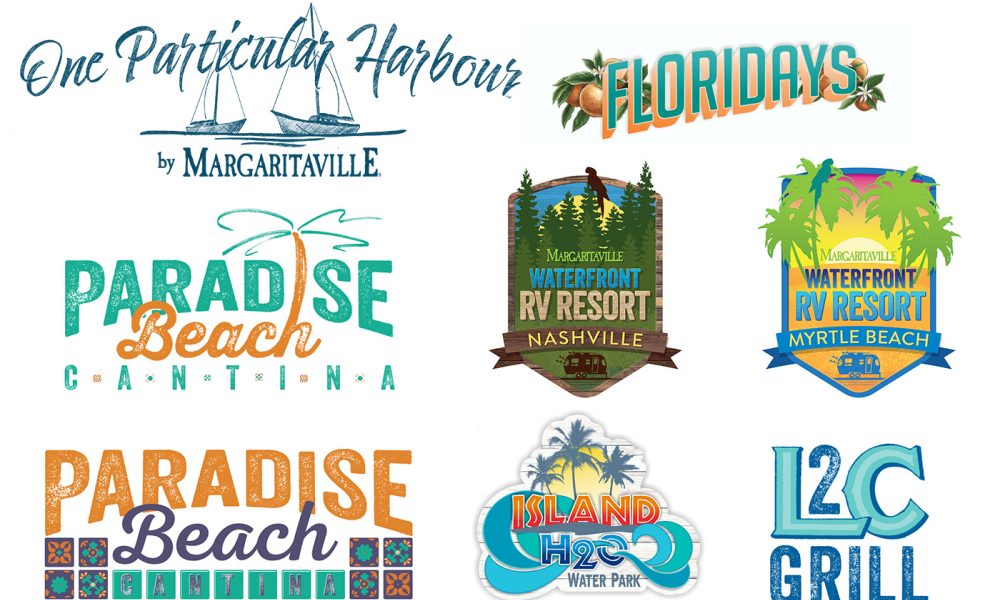 One Particular Harbour
by MARGARITAVILLE
FLORIDAYS
PARADISE
Beach
CANTINA
MARGARITAVILLE
WATERFRONT
RV RESORT
NASHVILLE
MARGARITAVILLE
WATERFRONT
RV RESORT
MYRTLE BEACH
PARADISE
Beach
CANTINA
ISLAND
H2O
WATER PARK
L2C
GRILL